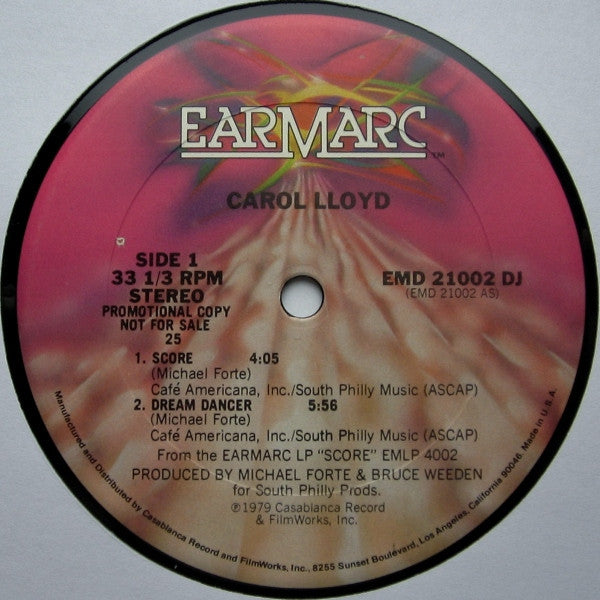 EARMARC TM
CAROL LLOYD
SIDE 1
33 1/3 RPM
STEREO
PROMOTIONAL COPY
NOT FOR SALE
25
EMD 21002 DJ
(EMD 21002 AS)
1. SCORE 4:05
(Michael Forte)
Café Americana, Inc./South Philly Music (ASCAP)
2. DREAM DANCER 5:56
(Michael Forte)
Café Americana, Inc./South Philly Music (ASCAP)
From the EARMARC LP "SCORE" EMLP 4002
PRODUCED BY MICHAEL FORTE & BRUCE WEEDEN
for South Philly Prods.
℗ 1979 Casablanca Record
& FilmWorks, Inc.
Manufactured and Distributed by Casablanca Record and FilmWorks, Inc., 8255 Sunset Boulevard, Los Angeles, California 90046. Made in U.S.A.